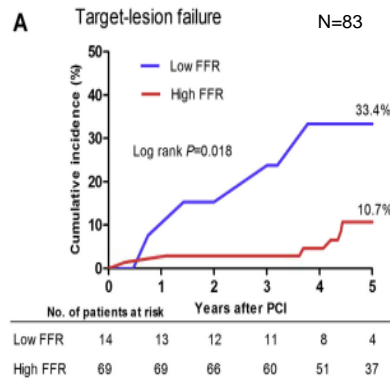 A Target-lesion failure N=83
50
Low FFR
40
High FFR
33.4%
30
Log rank P=0.018
20
10.7%
10
0
Cumulative incidence (%)
0 1 2 3 4 5
No. of patients at risk Years after PCI
Low FFR 14 13 12 11 8 4
High FFR 69 69 66 60 51 37